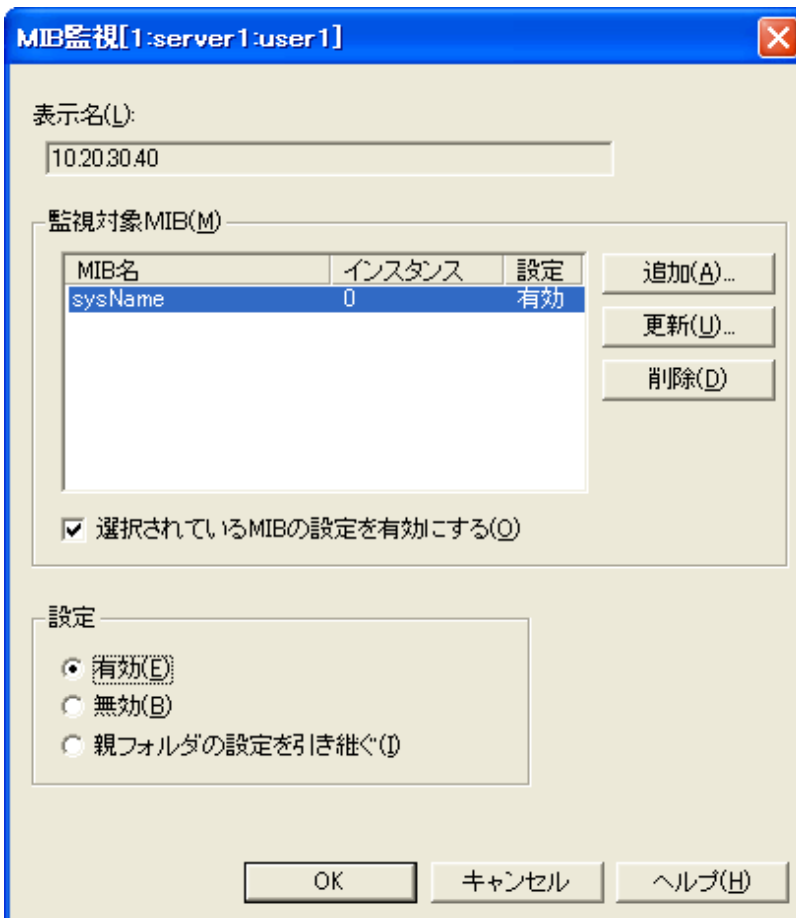 MIB監視[1:server1:user1]
表示名(L):
10.20.30.40
監視対象MIB(M)
MIB名 インスタンス 設定
sysName 0 有効
追加(A)...
更新(U)...
削除(D)
選択されているMIBの設定を有効にする(O)
設定
有効(E)
無効(B)
親フォルダの設定を引き継ぐ(I)
OK キャンセル ヘルプ(H)